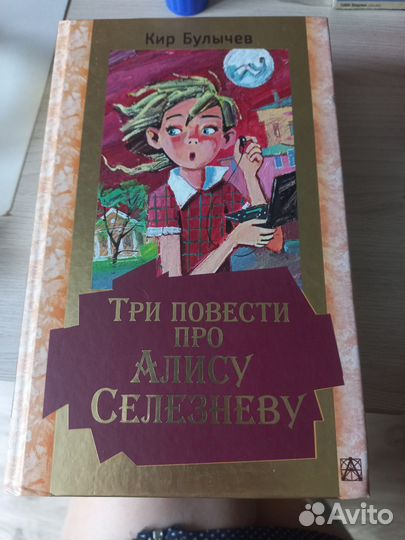 Кир Булычев
Три повести
про
Алису
Селезневу
Avito